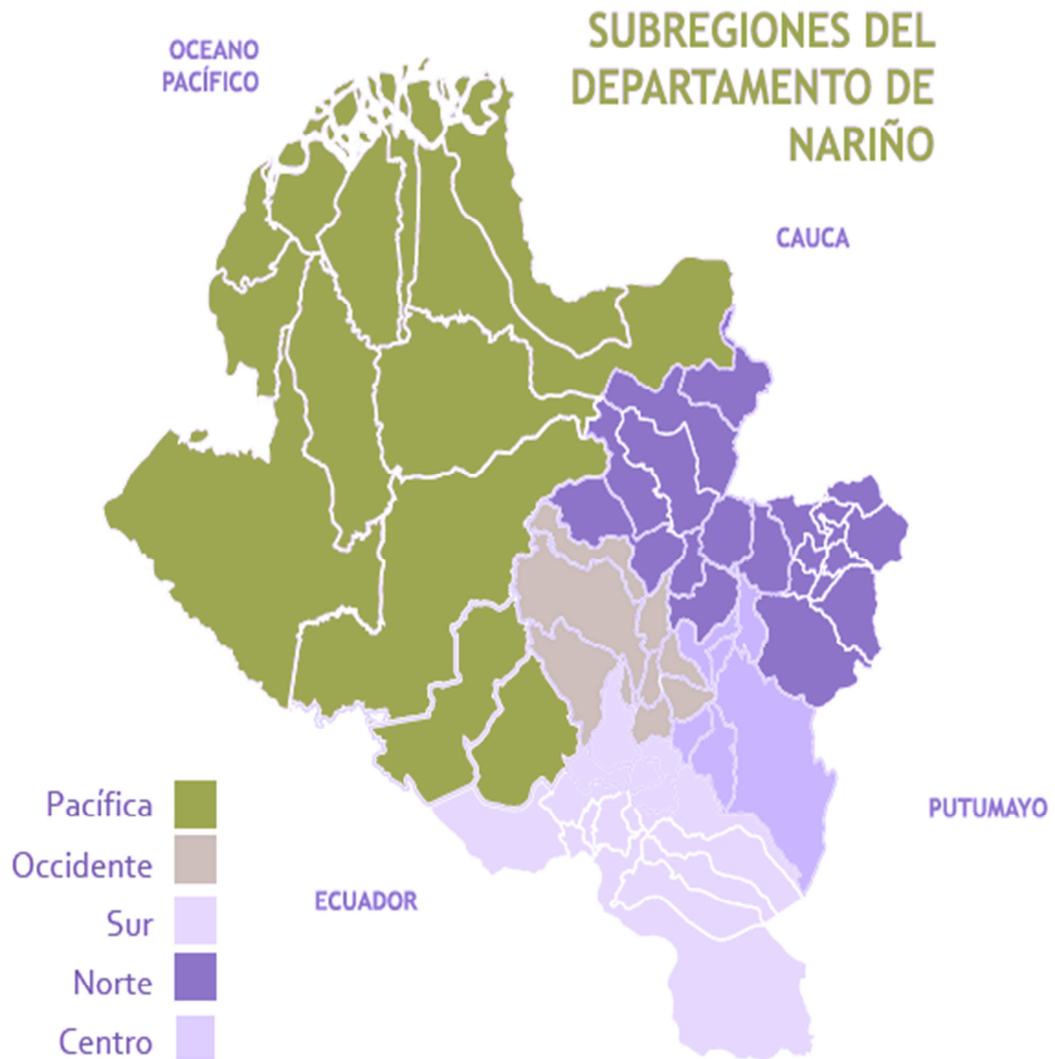 SUBREGIONES DEL
DEPARTAMENTO DE
NARIÑO
OCEANO
PACÍFICO
CAUCA
PUTUMAYO
ECUADOR
Pacífica
Occidente
Sur
Norte
Centro